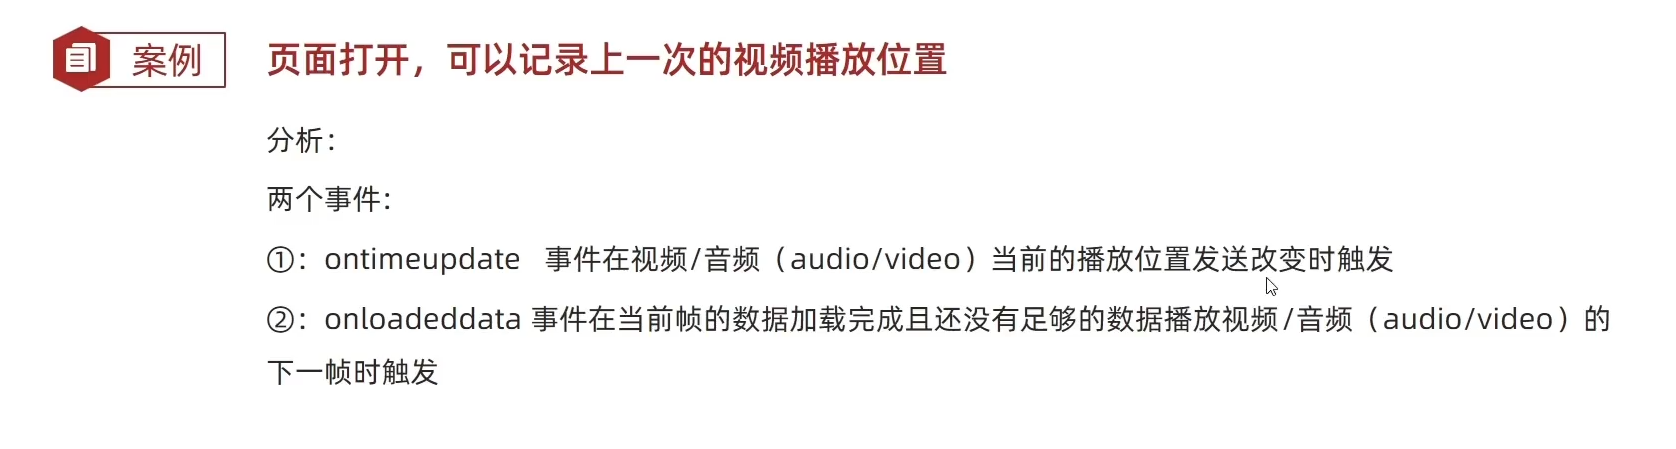 案例
页面打开，可以记录上一次的视频播放位置
分析：
两个事件：
①：ontimeupdate 事件在视频/音频（audio/video）当前的播放位置发送改变时触发
②：onloadeddata 事件在当前帧的数据加载完成且还没有足够的数据播放视频/音频（audio/video）的
下一帧时触发